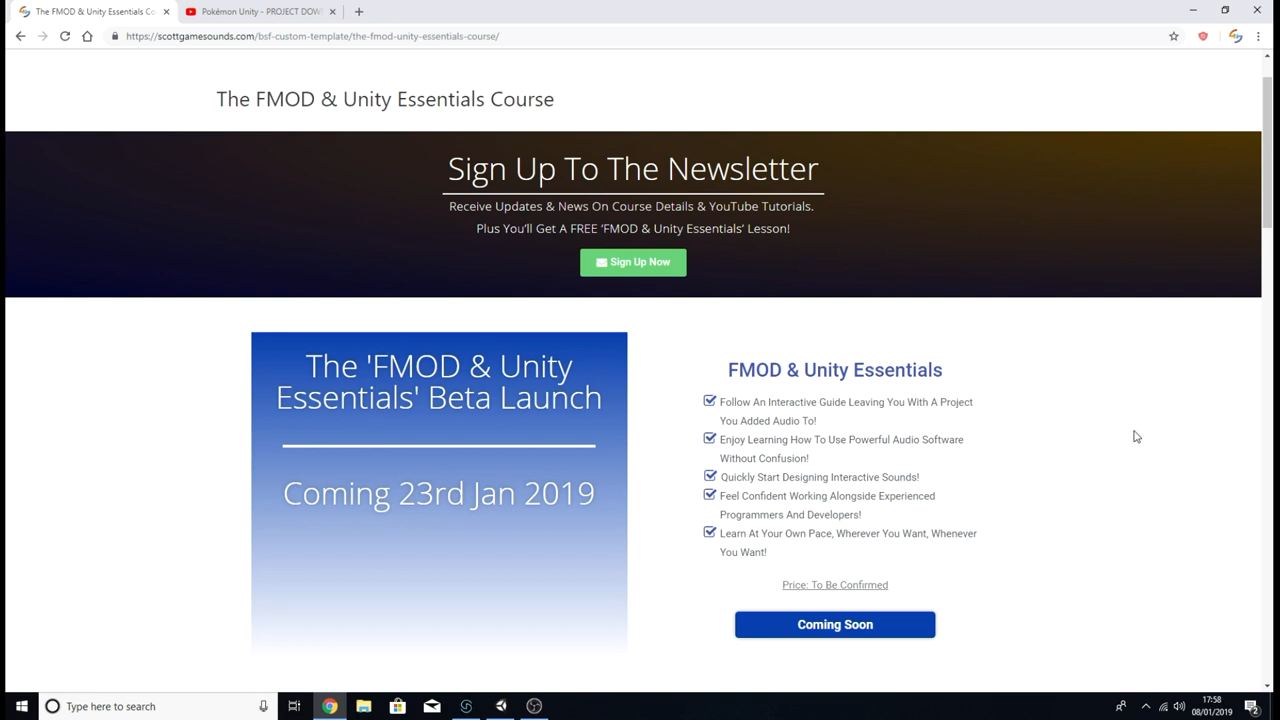 The FMOD & Unity Essentials Co
Pokémon Unity - PROJECT DOW
https://scottgamesounds.com/bsf-custom-template/the-fmod-unity-essentials-course/
The FMOD & Unity Essentials Course
Sign Up To The Newsletter
Receive Updates & News On Course Details & YouTube Tutorials.
Plus You'll Get A FREE 'FMOD & Unity Essentials' Lesson!
Sign Up Now
The 'FMOD & Unity
Essentials' Beta Launch
Coming 23rd Jan 2019
FMOD & Unity Essentials
Follow An Interactive Guide Leaving You With A Project
You Added Audio To!
Enjoy Learning How To Use Powerful Audio Software
Without Confusion!
Quickly Start Designing Interactive Sounds!
Feel Confident Working Alongside Experienced
Programmers And Developers!
Learn At Your Own Pace, Wherever You Want, Whenever
You Want!
Price: To Be Confirmed
Coming Soon
Type here to search
17:58
08/01/2019
2